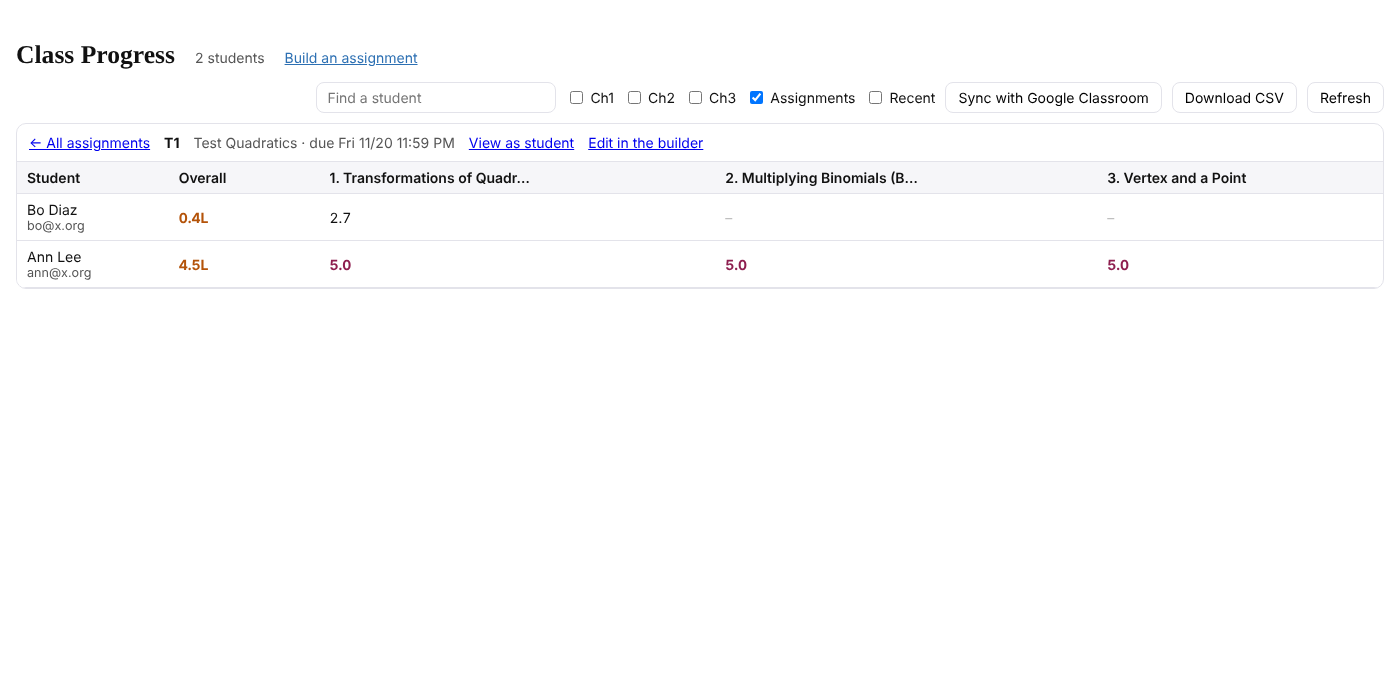 Class Progress 2 students Build an assignment
Find a student Ch1 Ch2 Ch3 Assignments Recent Sync with Google Classroom Download CSV Refresh
← All assignments T1 Test Quadratics · due Fri 11/20 11:59 PM View as student Edit in the builder
Student Overall 1. Transformations of Quadr... 2. Multiplying Binomials (B... 3. Vertex and a Point
Bo Diaz
bo@x.org
0.4L 2.7 – –
Ann Lee
ann@x.org
4.5L 5.0 5.0 5.0